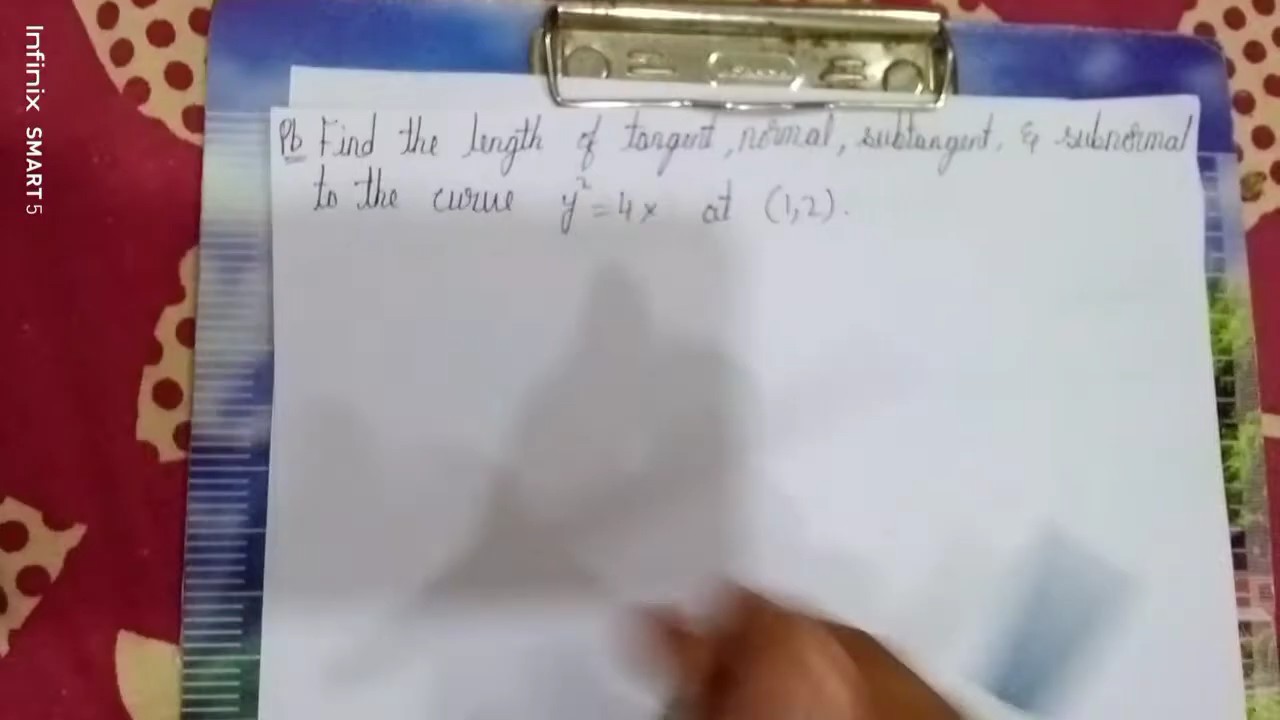 Infinix SMART 5
Pb Find the length of tangent, normal, subtangent, & subnormal
to the curve y² = 4x at (1,2).